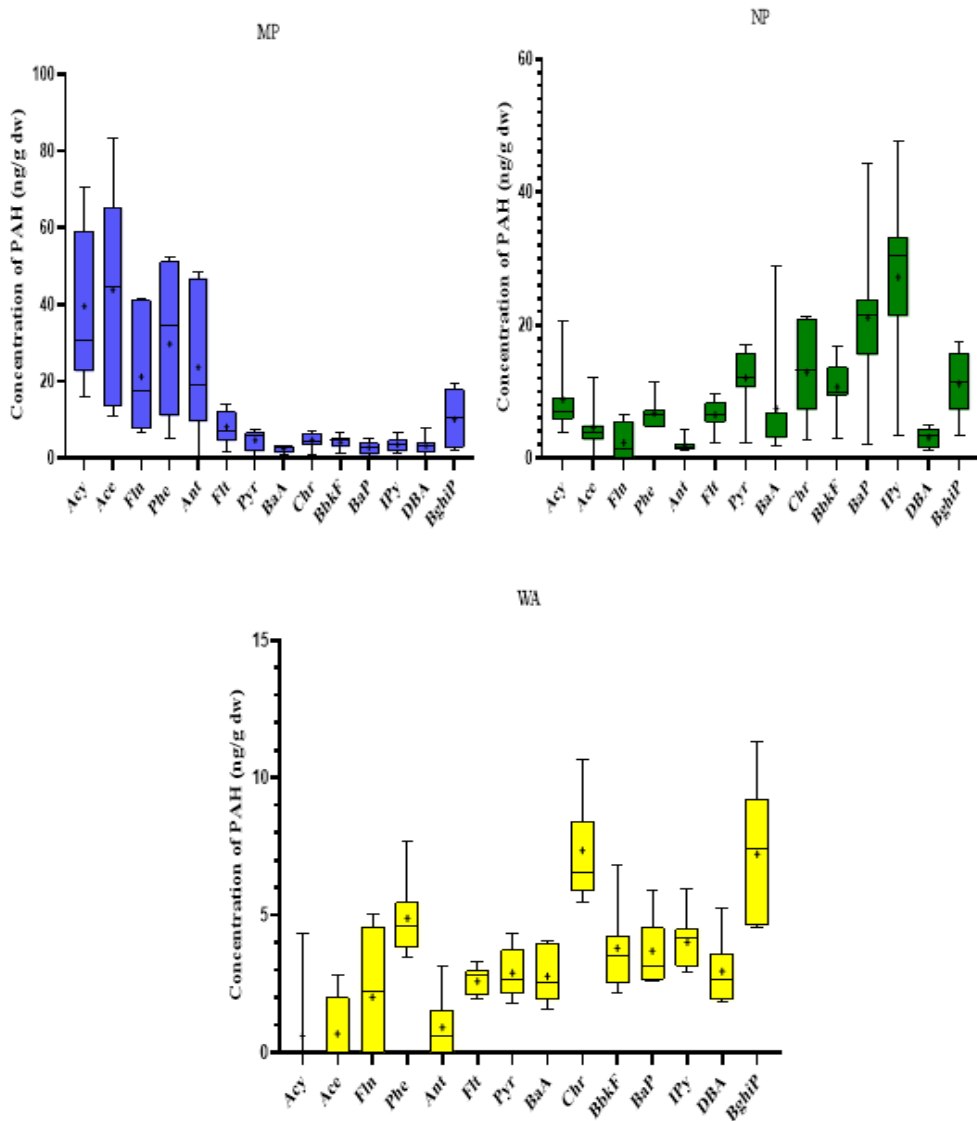 MP
Concentration of PAH (ng/g dw)
100
80
60
40
20
0
Acy Ace Fln Phe Ant Flt Pyr BaA Chr BbkF BaP IPy DBA BghiP
NP
Concentration of PAH (ng/g dw)
60
40
20
0
Acy Ace Fln Phe Ant Flt Pyr BaA Chr BbkF BaP IPy DBA BghiP
WA
Concentration of PAH (ng/g dw)
15
10
5
0
Acy Ace Fln Phe Ant Flt Pyr BaA Chr BbkF BaP IPy DBA BghiP